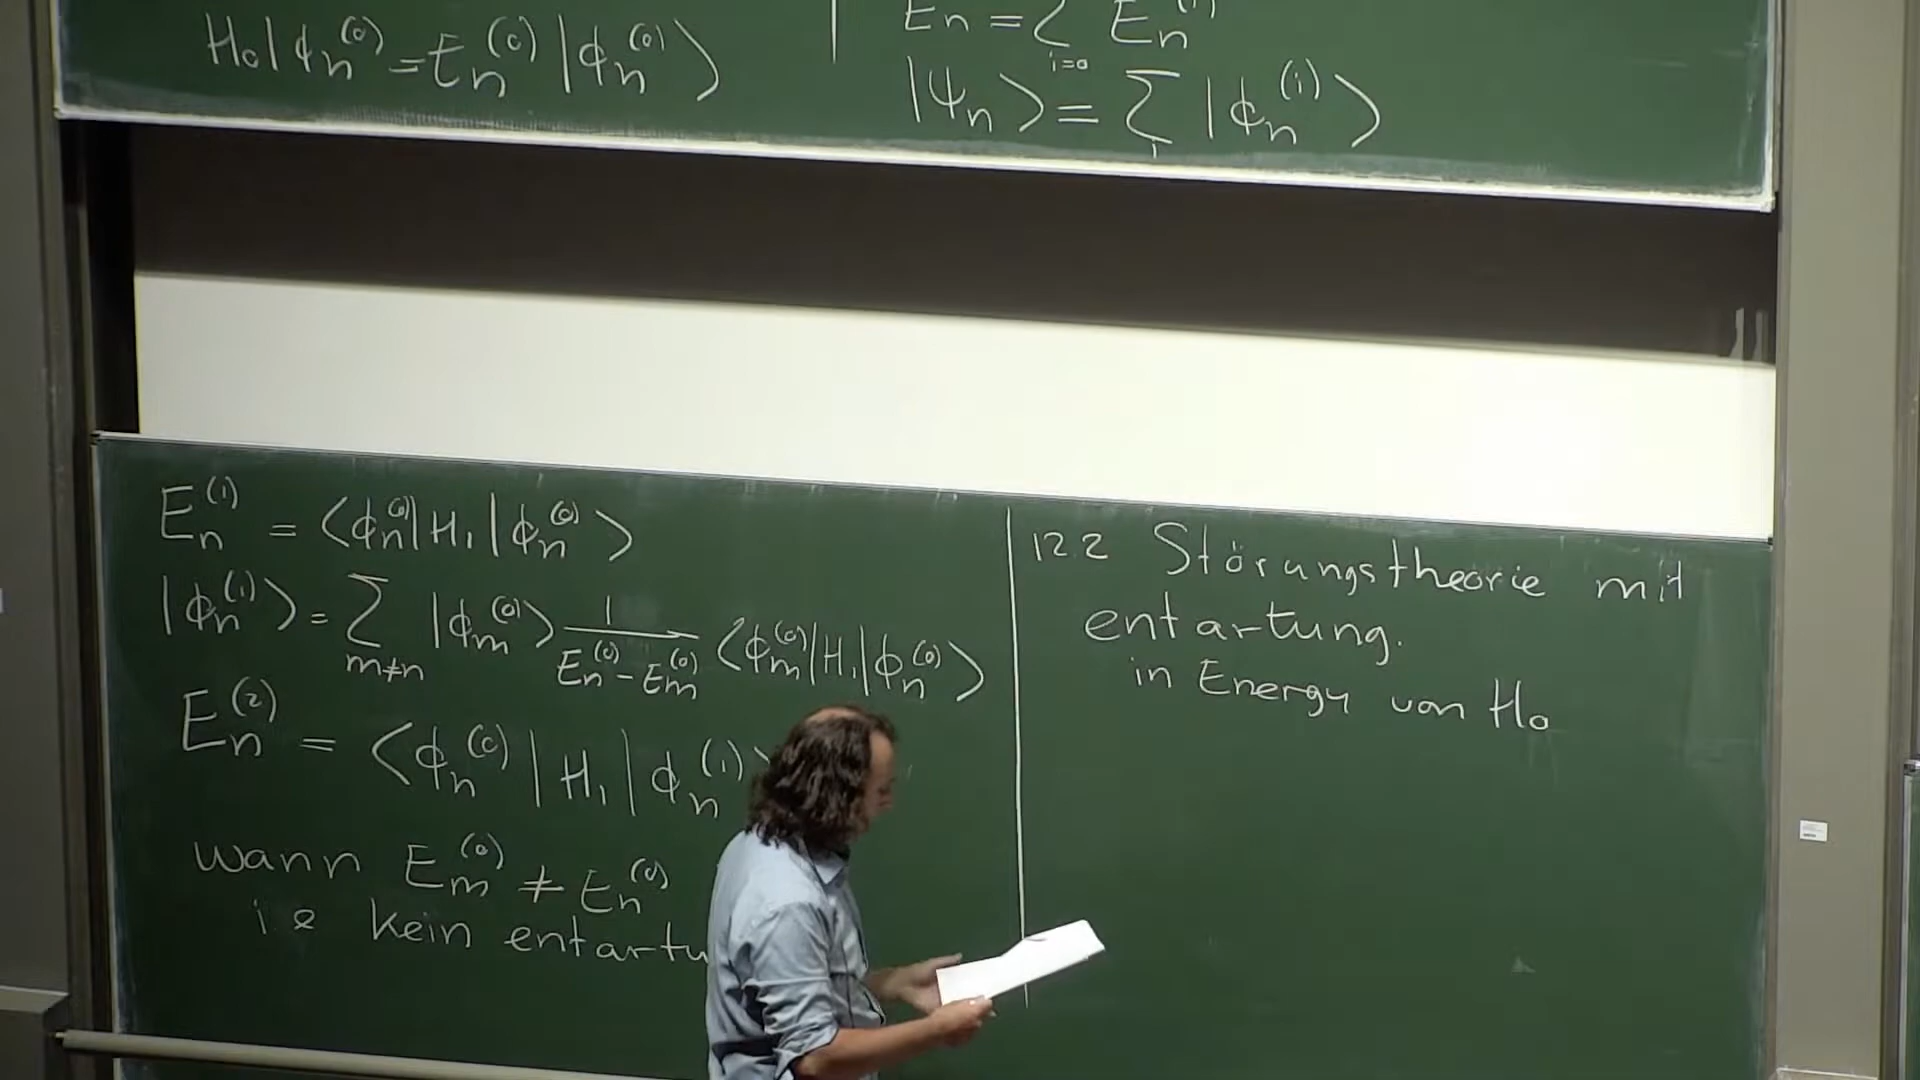 H₀|ϕₙ⁽⁰⁾ = Eₙ⁽⁰⁾ |ϕₙ⁽⁰⁾⟩
Eₙ = Σ_{i=0} Eₙ⁽ⁱ⁾
|Ψₙ⟩ = Σ_i |ϕₙ⁽ⁱ⁾⟩
Eₙ⁽¹⁾ = ⟨ϕₙ⁽⁰⁾|H₁|ϕₙ⁽⁰⁾⟩
|ϕₙ⁽¹⁾⟩ = Σ_{m≠n} |ϕₘ⁽⁰⁾⟩ 1/(Eₙ⁽⁰⁾ - Eₘ⁽⁰⁾) ⟨ϕₘ⁽⁰⁾|H₁|ϕₙ⁽⁰⁾⟩
Eₙ⁽²⁾ = ⟨ϕₙ⁽⁰⁾|H₁|ϕₙ⁽¹⁾⟩
wann Eₘ⁽⁰⁾ ≠ Eₙ⁽⁰⁾
i.e kein entartu
12.2 Störungstheorie mit
entartung.
in Energy von H₀